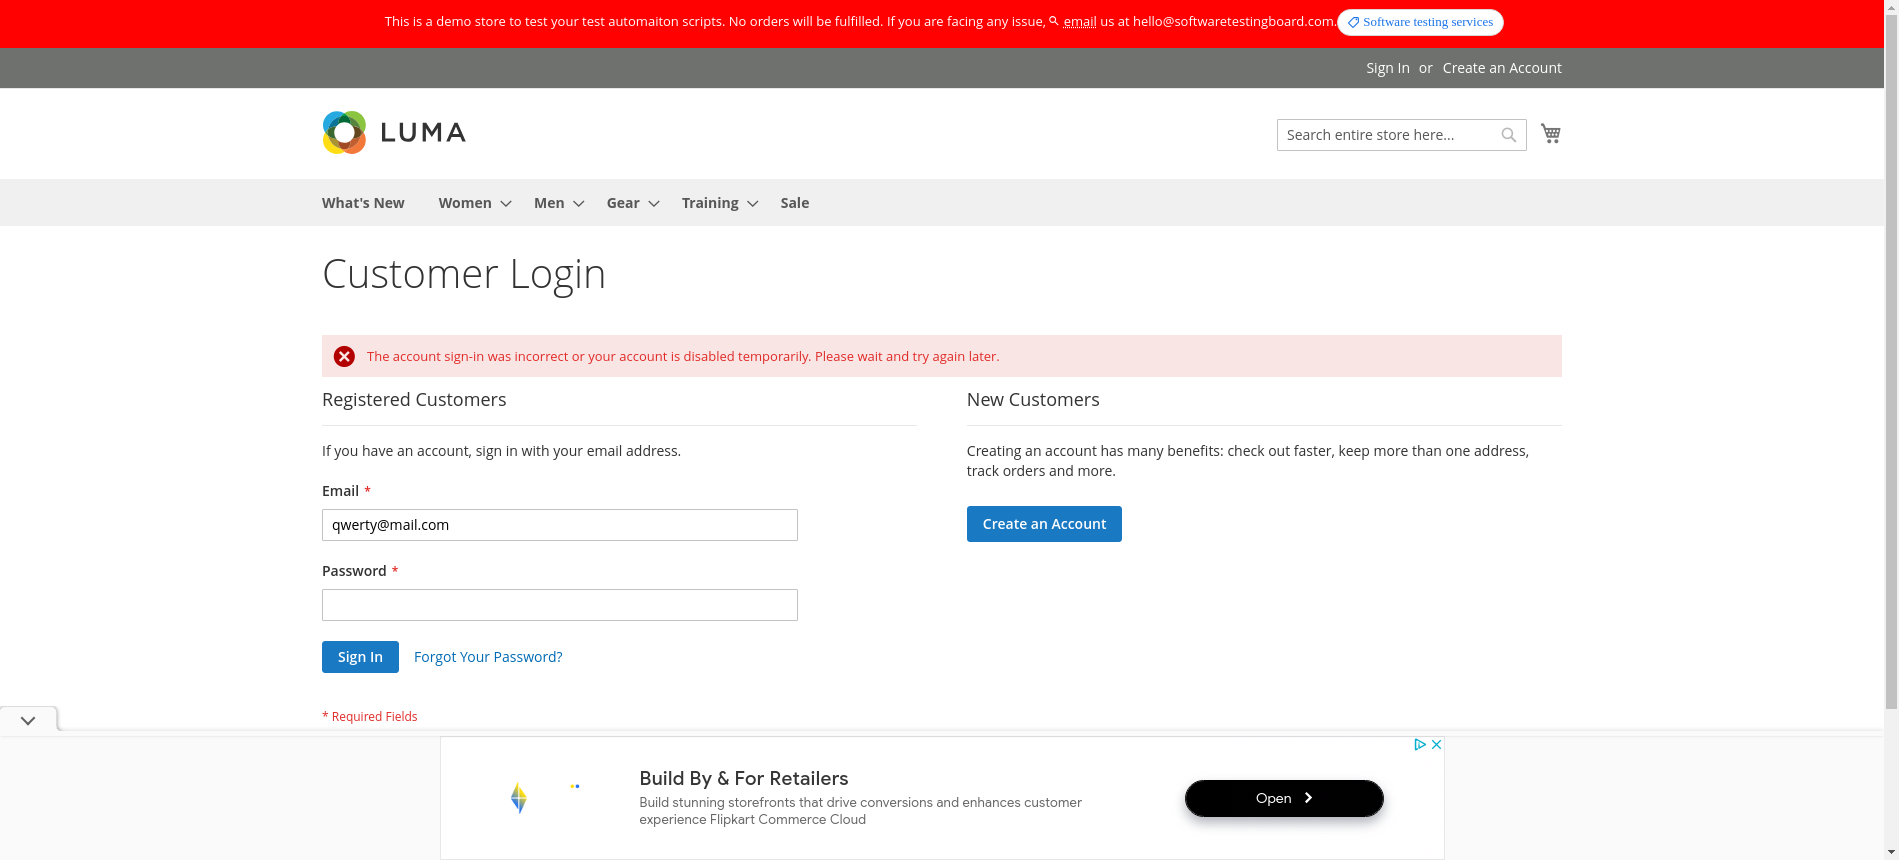 This is a demo store to test your test automaiton scripts. No orders will be fulfilled. If you are facing any issue, email us at hello@softwaretestingboard.com. Software testing services
Sign In or Create an Account
LUMA
Search entire store here...
What's New Women Men Gear Training Sale
Customer Login
The account sign-in was incorrect or your account is disabled temporarily. Please wait and try again later.
Registered Customers
If you have an account, sign in with your email address.
Email *
qwerty@mail.com
Password *
Sign In Forgot Your Password?
* Required Fields
New Customers
Creating an account has many benefits: check out faster, keep more than one address,
track orders and more.
Create an Account
Build By & For Retailers
Build stunning storefronts that drive conversions and enhances customer
experience Flipkart Commerce Cloud
Open